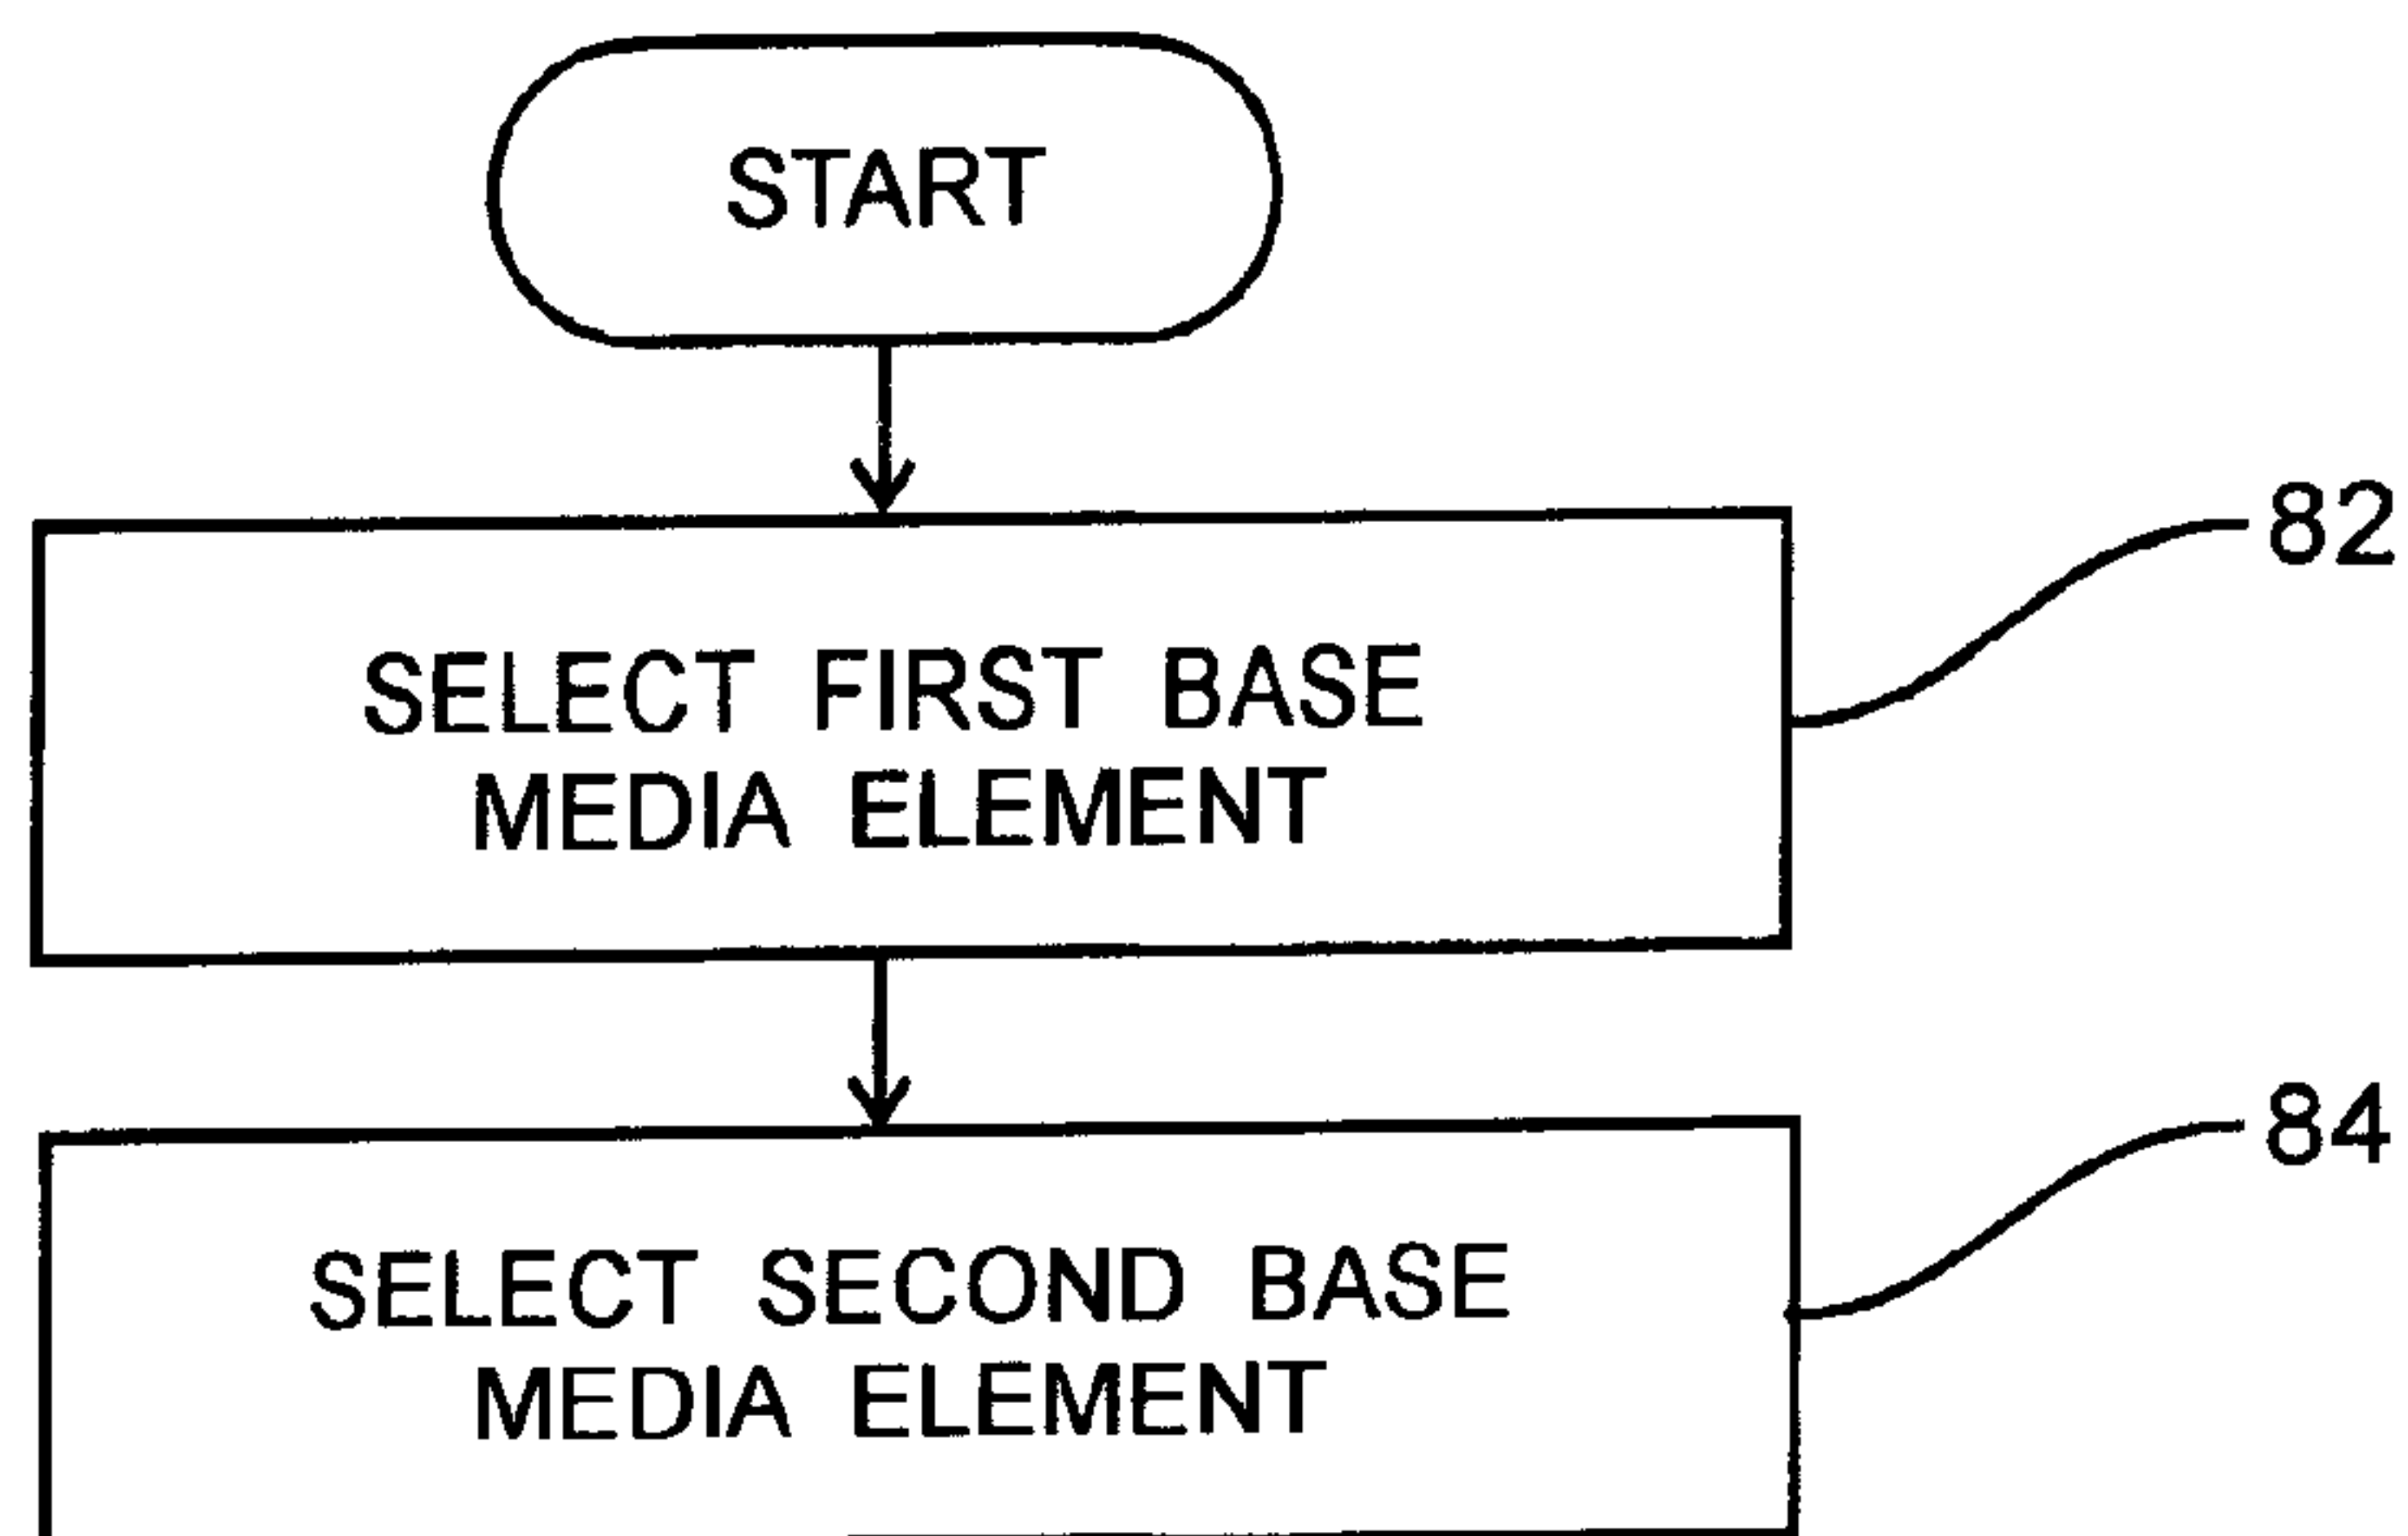 START
82
SELECT FIRST BASE
MEDIA ELEMENT
84
SELECT SECOND BASE
MEDIA ELEMENT